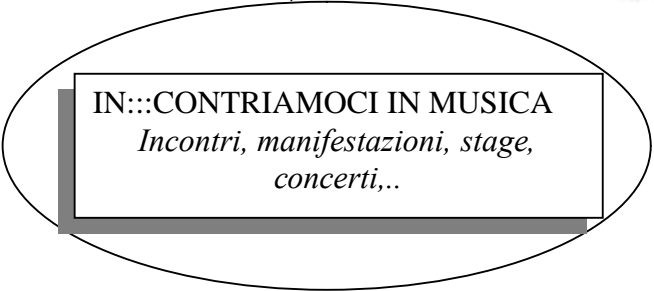 IN:::CONTRIAMOCI IN MUSICA
Incontri, manifestazioni, stage,
concerti,..